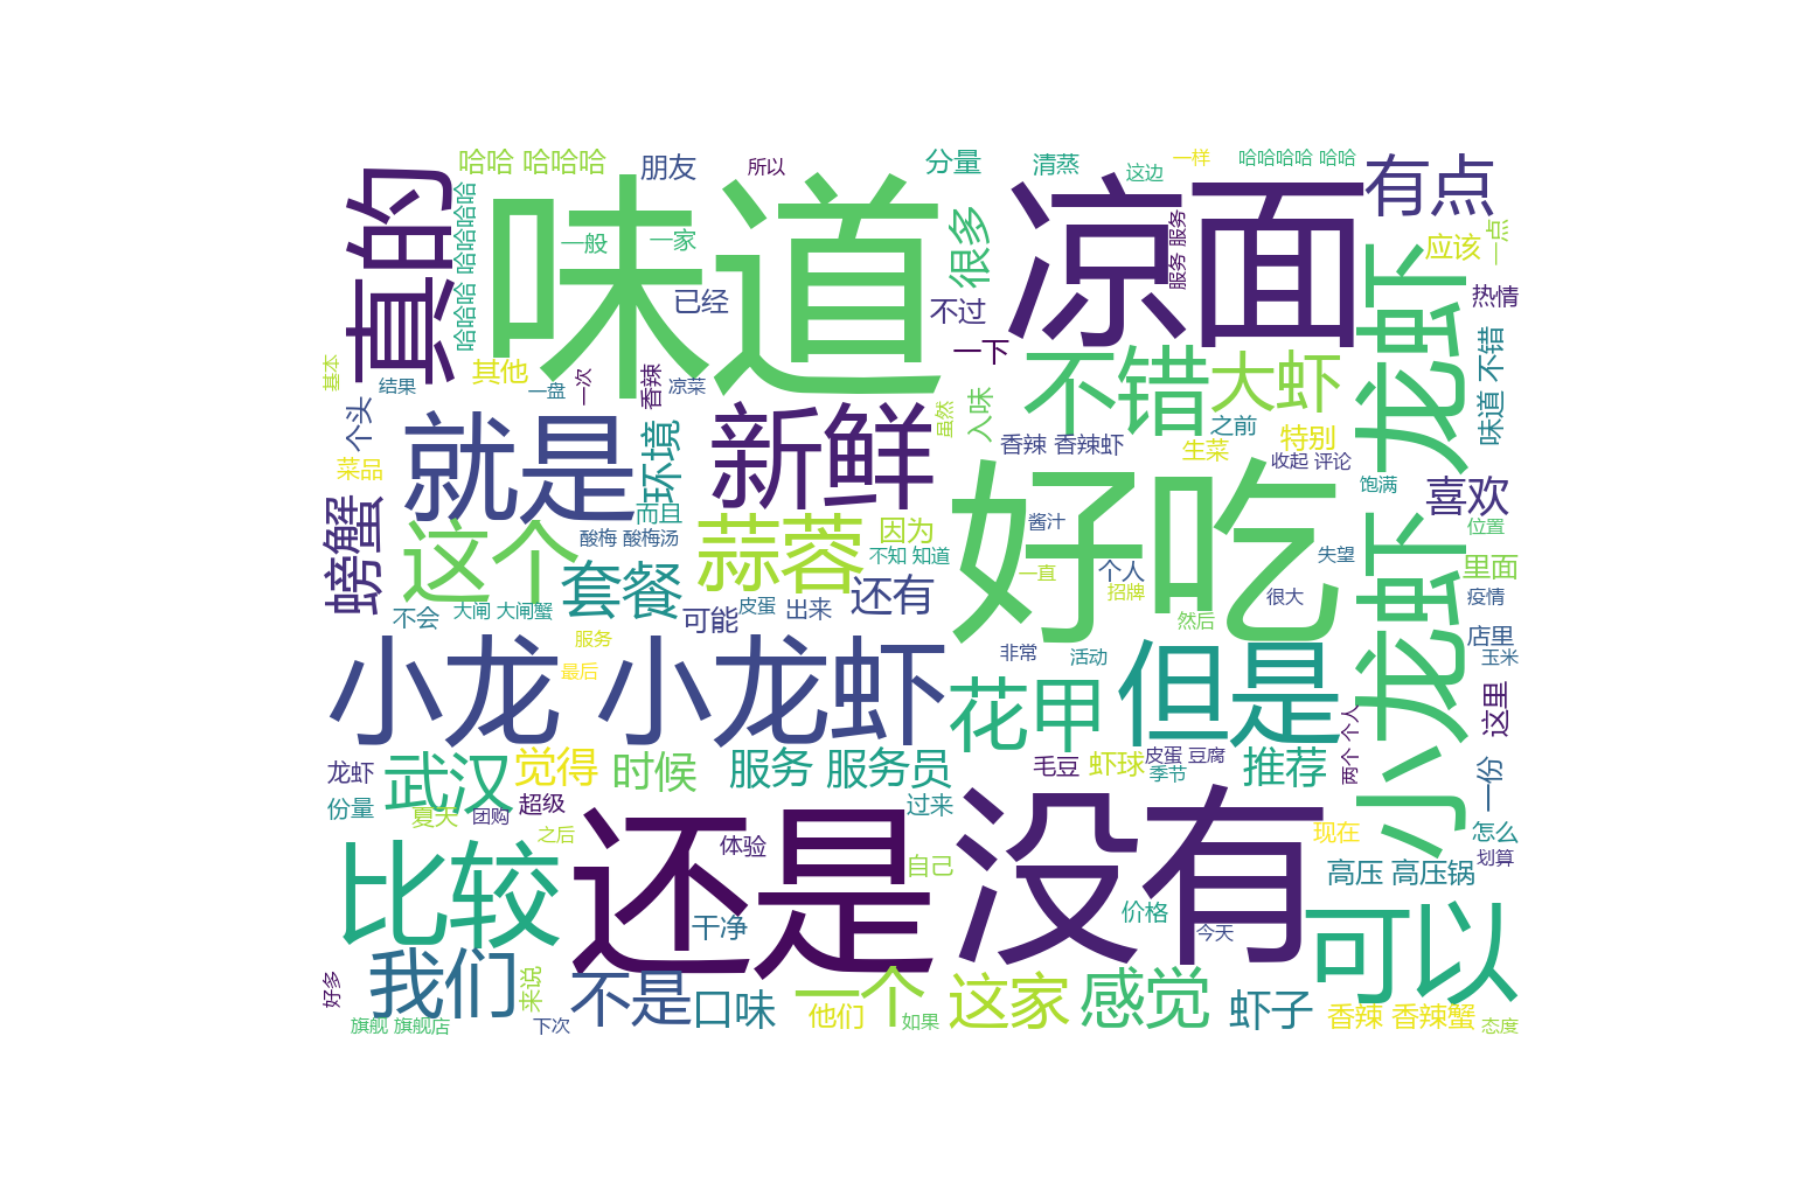 哈哈 哈哈哈
朋友
所以
分量
清蒸
这边
一样
哈哈哈哈 哈哈
有点
真的
哈哈哈 哈哈哈哈
味道
一般
一家
很多
凉面
服务 服务
应该
一点
已经
不过
热情
小龙虾 龙虾
一下
不错
大虾
味道 不错
基本
结果
其他
一盘
一次
香辣
凉菜
个头
就是
环境
新鲜
虽然
入味
香辣 香辣虾
之前
生菜
特别
收起 评论
菜品
好吃
饱满
喜欢
螃蟹
这个
而且
酸梅 酸梅汤
蒜蓉
因为
不知 知道
酱汁
失望
位置
套餐
还有
一直
个人
里面
不会
大闸 大闸蟹
可能
皮蛋
出来
招牌
然后
很大
疫情
小龙 小龙虾
服务
最后
非常
活动
但是
店里
玉米
花甲
这里
两个 个人
龙虾
武汉
觉得
时候
服务 服务员
毛豆
虾球
皮蛋 豆腐
季节
推荐
一份
份量
夏天
团购
超级
之后
过来
还是
没有
现在
怎么
划算
比较
体验
自己
高压 高压锅
干净
价格
今天
可以
好多
我们
来说
不是
口味
一个
他们
如果
这家
感觉
虾子
香辣 香辣蟹
旗舰 旗舰店
下次
态度